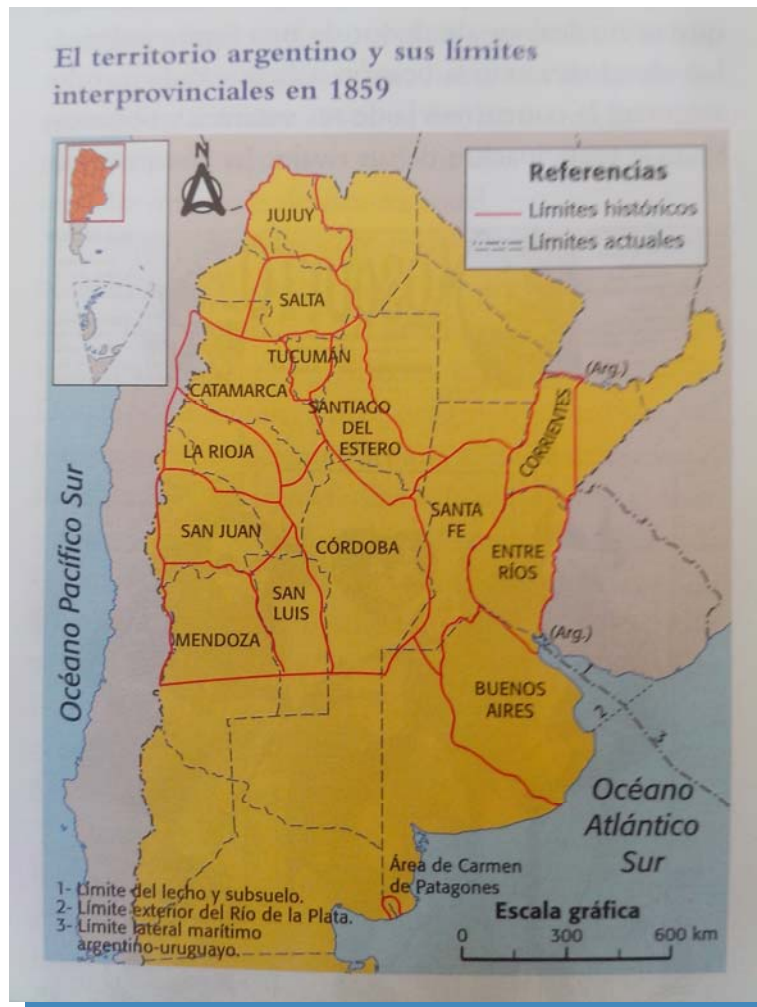 El territorio argentino y sus límites
interprovinciales en 1859
N
Referencias
Límites históricos
Límites actuales
JUJUY
SALTA
TUCUMÁN
CATAMARCA
(Arg.)
SANTIAGO
DEL
ESTERO
CORRIENTES
LA RIOJA
SANTA
FE
SAN JUAN
CÓRDOBA
ENTRE
RÍOS
SAN
LUIS
MENDOZA
(Arg.)
BUENOS
AIRES
1
2
3
Océano Pacífico Sur
Océano
Atlántico
Sur
Área de Carmen
de Patagones
1- Límite del lecho y subsuelo.
2- Límite exterior del Río de la Plata.
3- Límite latéral marítimo
argentino-uruguayo.
Escala gráfica
0 300 600 km